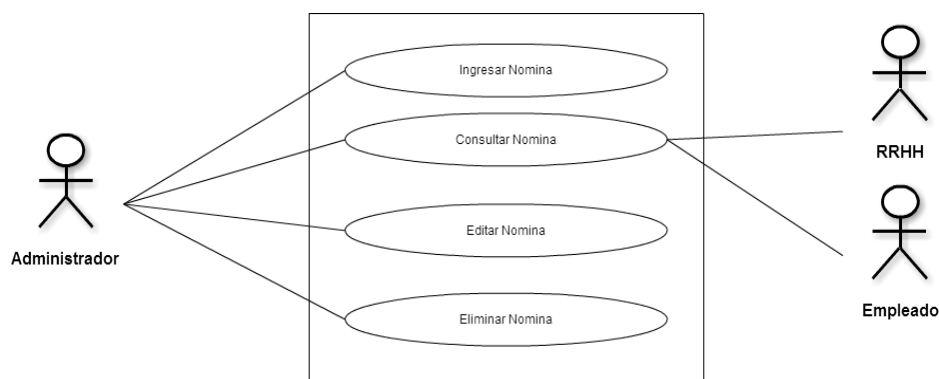 Ingresar Nomina
Consultar Nomina
RRHH
Editar Nomina
Administrador
Empleado
Eliminar Nomina